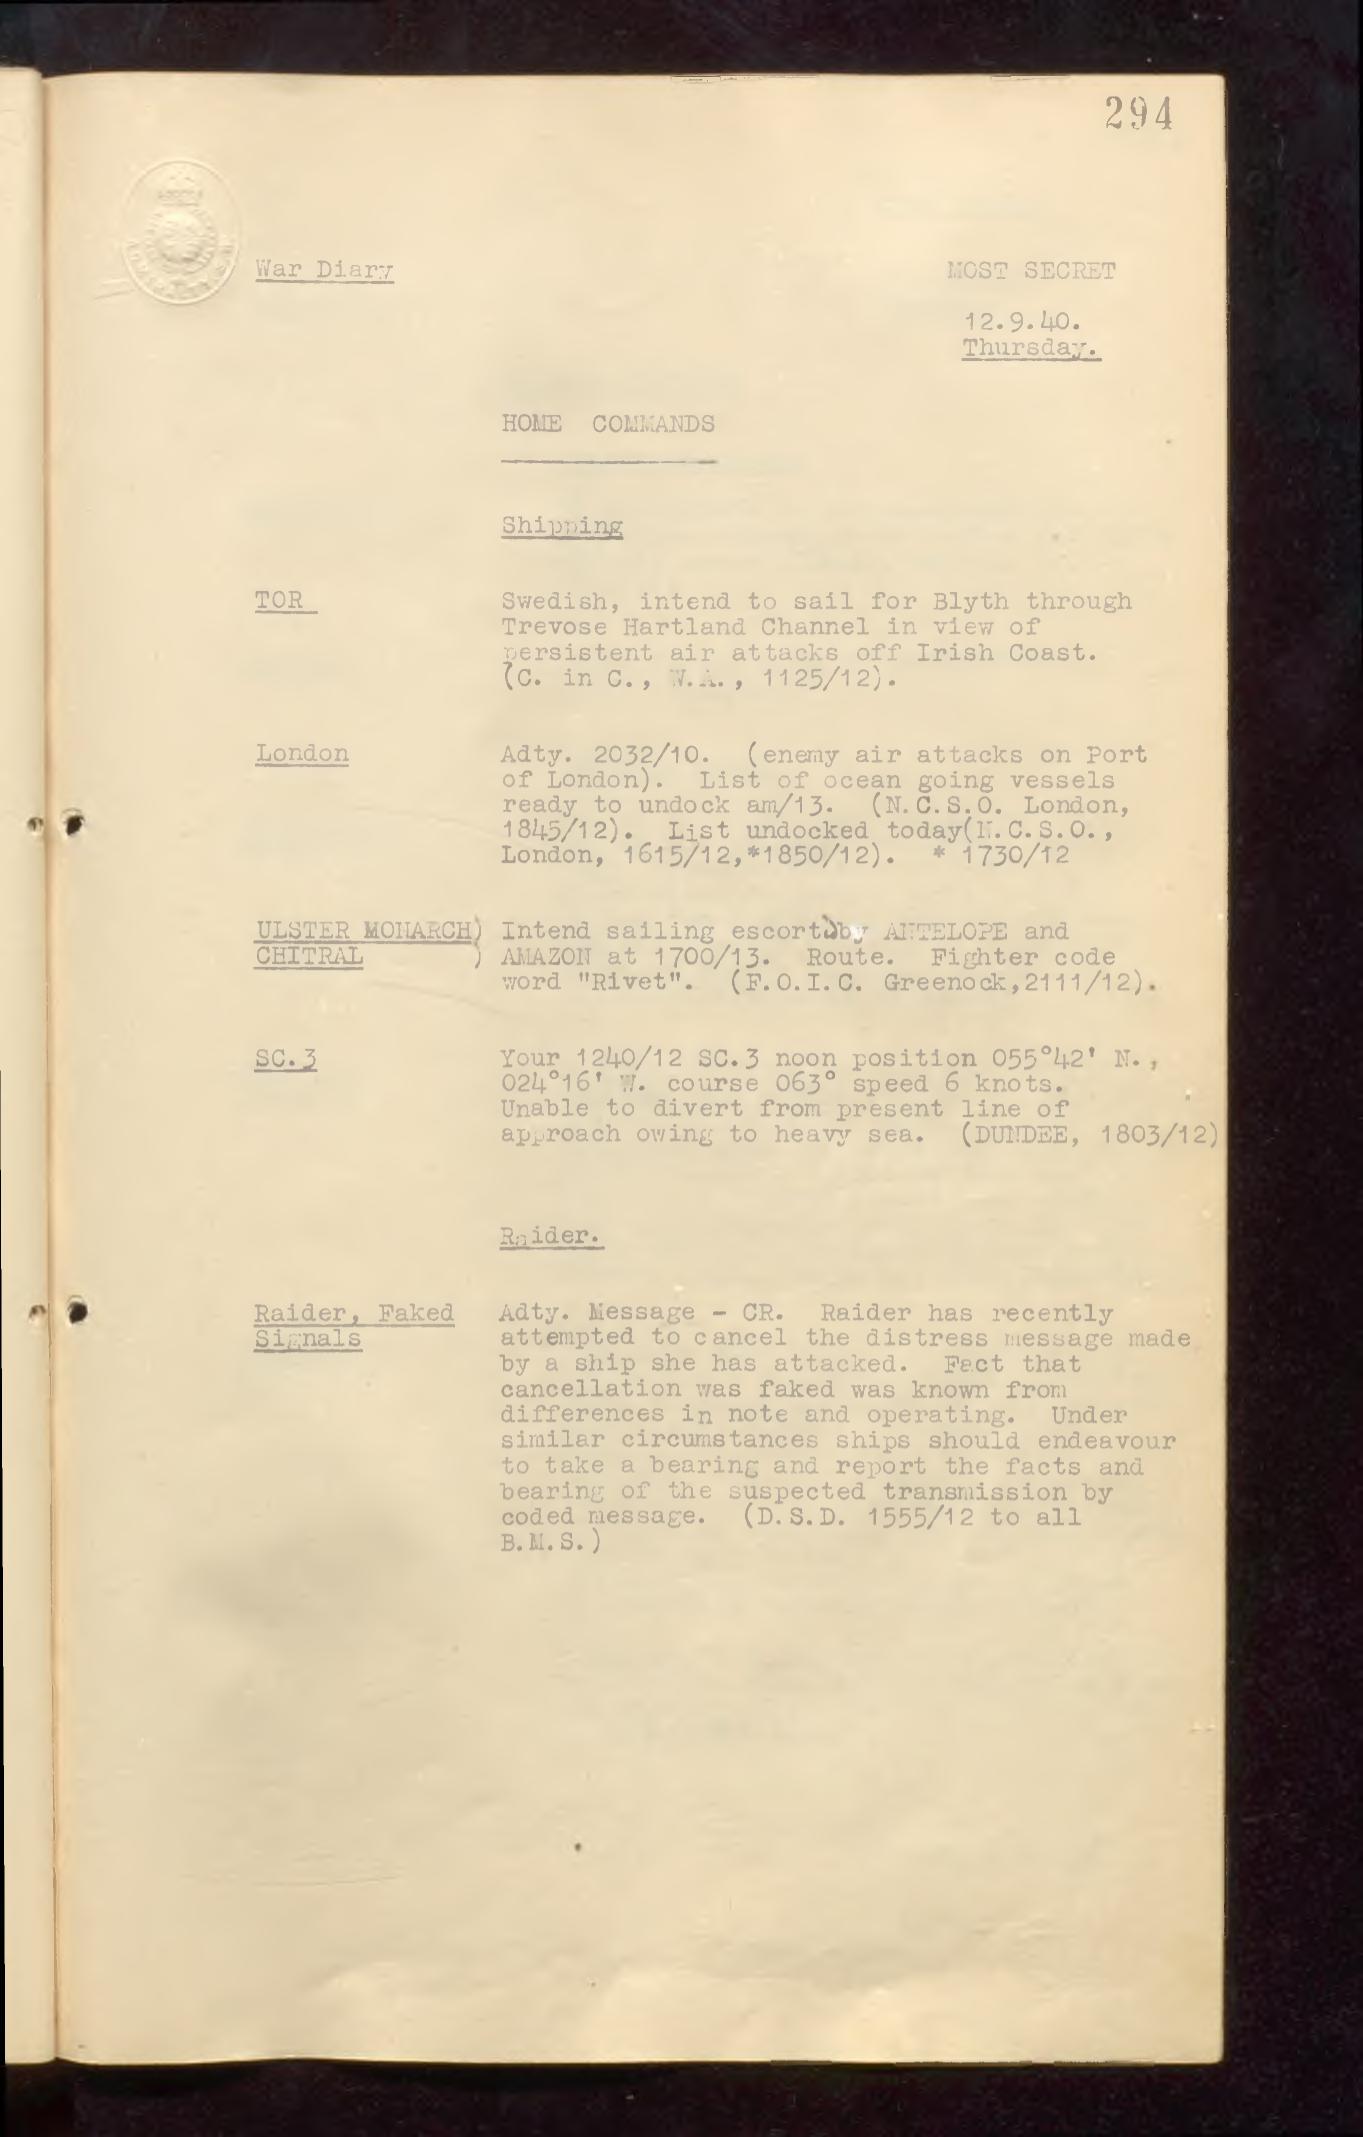 294
War Diary
MOST SECRET
12.9.40.
Thursday.
HOME COMMANDS
Shipping
TOR
Swedish, intend to sail for Blyth through
Trevose Hartland Channel in view of
persistent air attacks off Irish Coast.
(C. in C., W.A., 1125/12).
London
Adty. 2032/10. (enemy air attacks on Port
of London). List of ocean going vessels
ready to undock am/13. (N.C.S.O. London,
1845/12). List undocked today(N.C.S.O.,
London, 1615/12,*1850/12). * 1730/12
ULSTER MONARCH) Intend sailing escort by ANTELOPE and
CHITRAL ) AMAZON at 1700/13. Route. Fighter code
word "Rivet". (F.O.I.C. Greenock,2111/12).
SC.3
Your 1240/12 SC.3 noon position 055°42' N.,
024°16' W. course 063° speed 6 knots.
Unable to divert from present line of
approach owing to heavy sea. (DUNDEE, 1803/12)
Raider.
Raider, Faked
Signals
Adty. Message - CR. Raider has recently
attempted to cancel the distress message made
by a ship she has attacked. Fact that
cancellation was faked was known from
differences in note and operating. Under
similar circumstances ships should endeavour
to take a bearing and report the facts and
bearing of the suspected transmission by
coded message. (D.S.D. 1555/12 to all
B.M.S.)